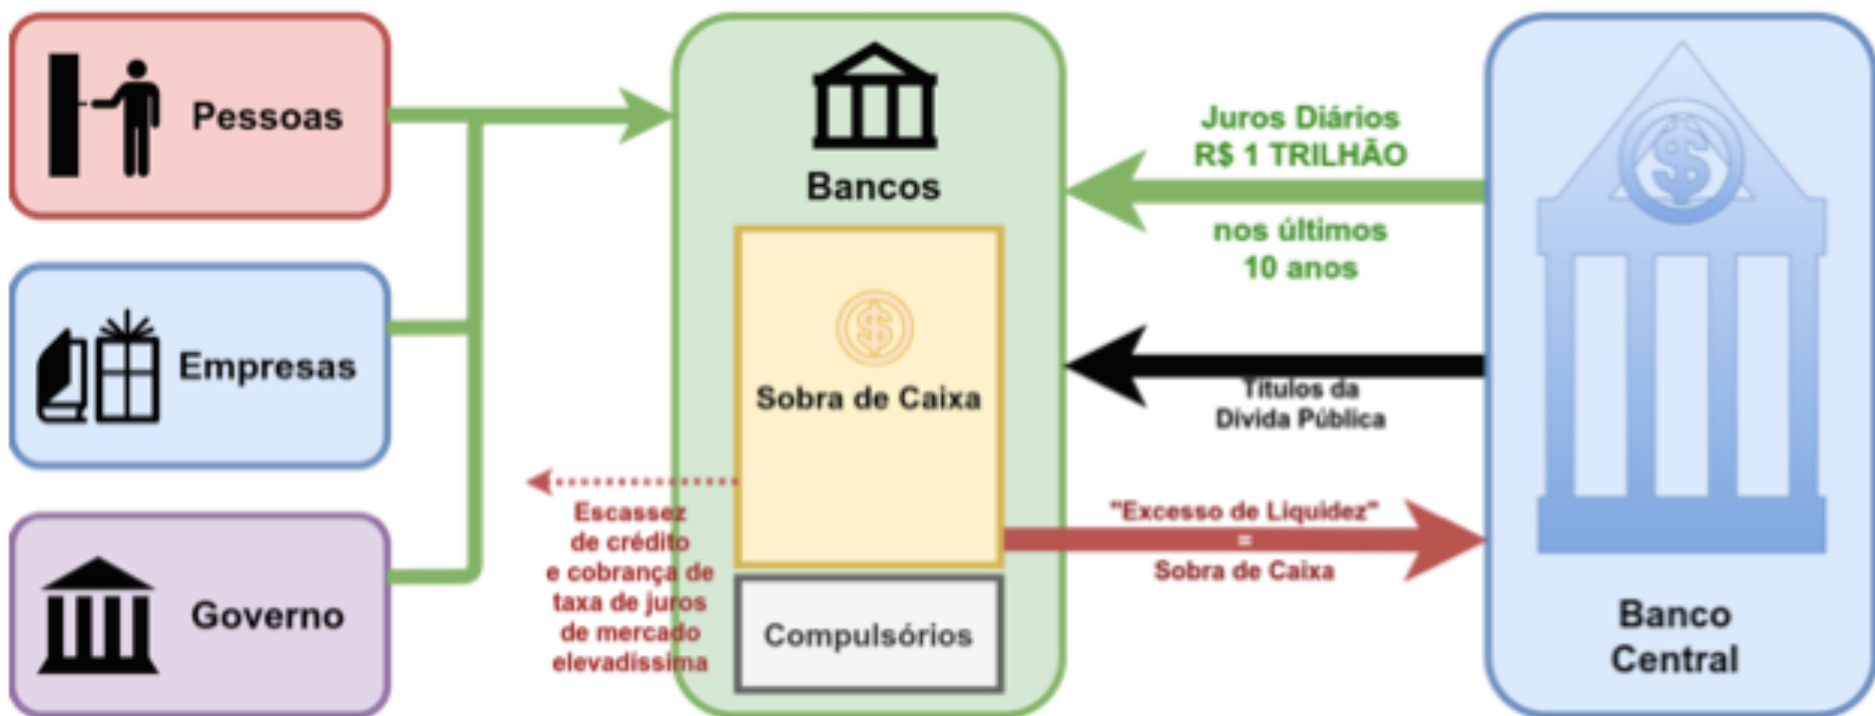 Pessoas
Empresas
Governo
Bancos
Sobra de Caixa
Compulsórios
Escassez
de crédito
e cobrança de
taxa de juros
de mercado
elevadíssima
Juros Diários
R$ 1 TRILHÃO
nos últimos
10 anos
Títulos da
Dívida Pública
"Excesso de Liquidez"
=
Sobra de Caixa
Banco
Central